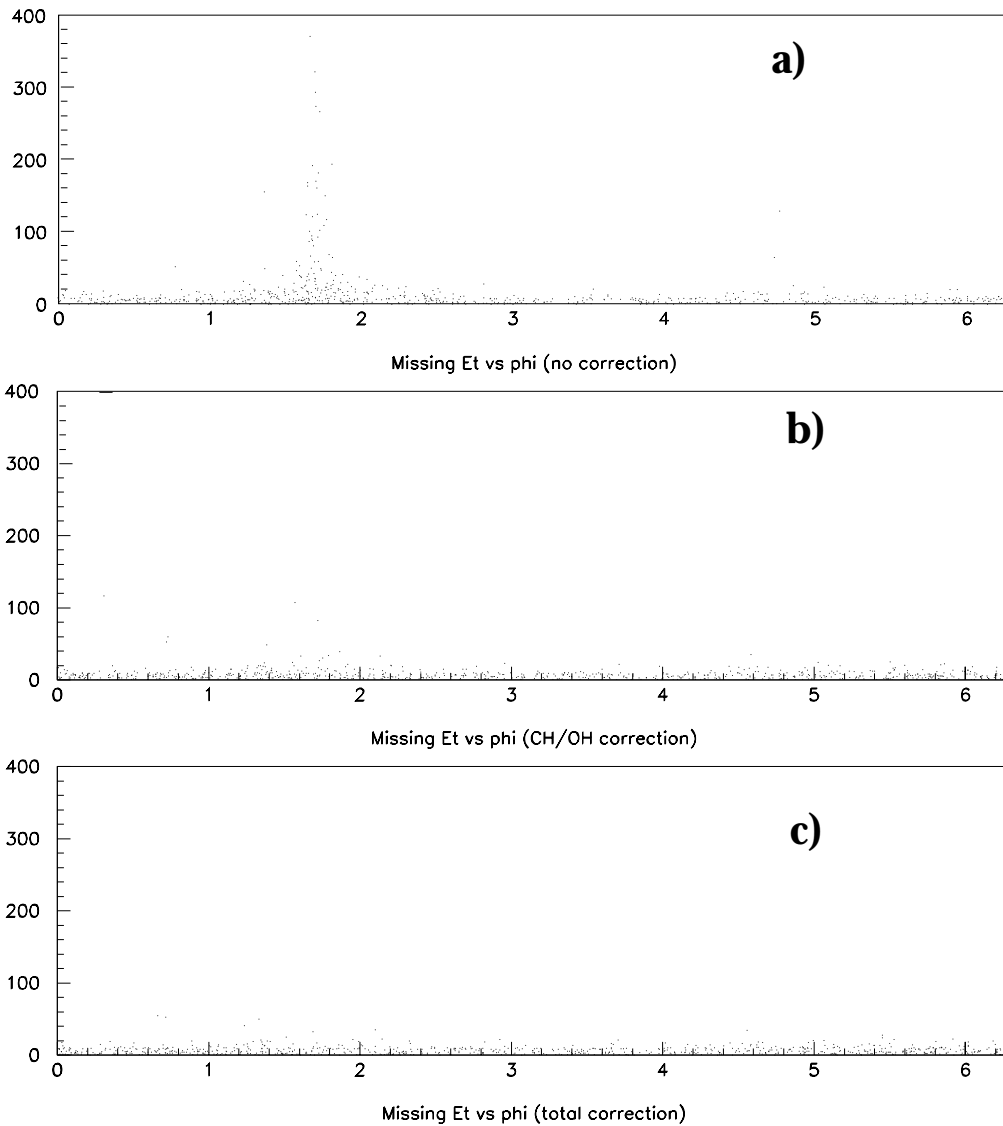 400
a)
300
200
100
0
0 1 2 3 4 5 6
Missing Et vs phi (no correction)
400
b)
300
200
100
0
0 1 2 3 4 5 6
Missing Et vs phi (CH/OH correction)
400
c)
300
200
100
0
0 1 2 3 4 5 6
Missing Et vs phi (total correction)